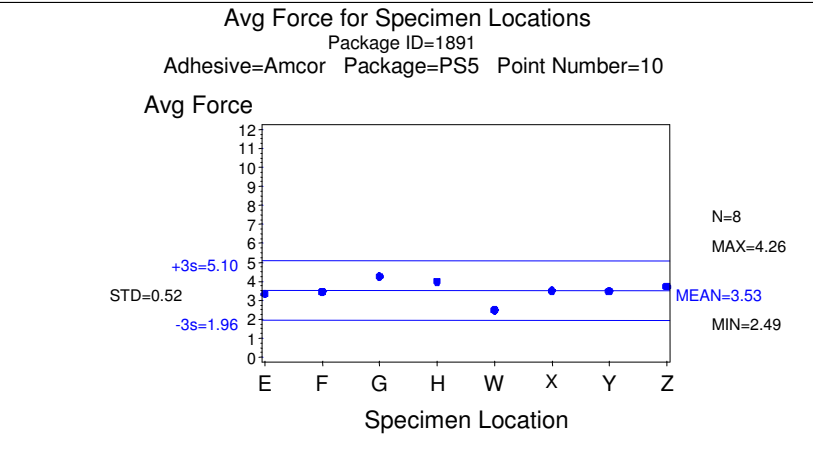 Avg Force for Specimen Locations
Package ID=1891
Adhesive=Amcor Package=PS5 Point Number=10
Avg Force
12
11
10
9
8
7
6
5
4
3
2
1
0
+3s=5.10
STD=0.52
-3s=1.96
N=8
MAX=4.26
MEAN=3.53
MIN=2.49
E F G H W X Y Z
Specimen Location